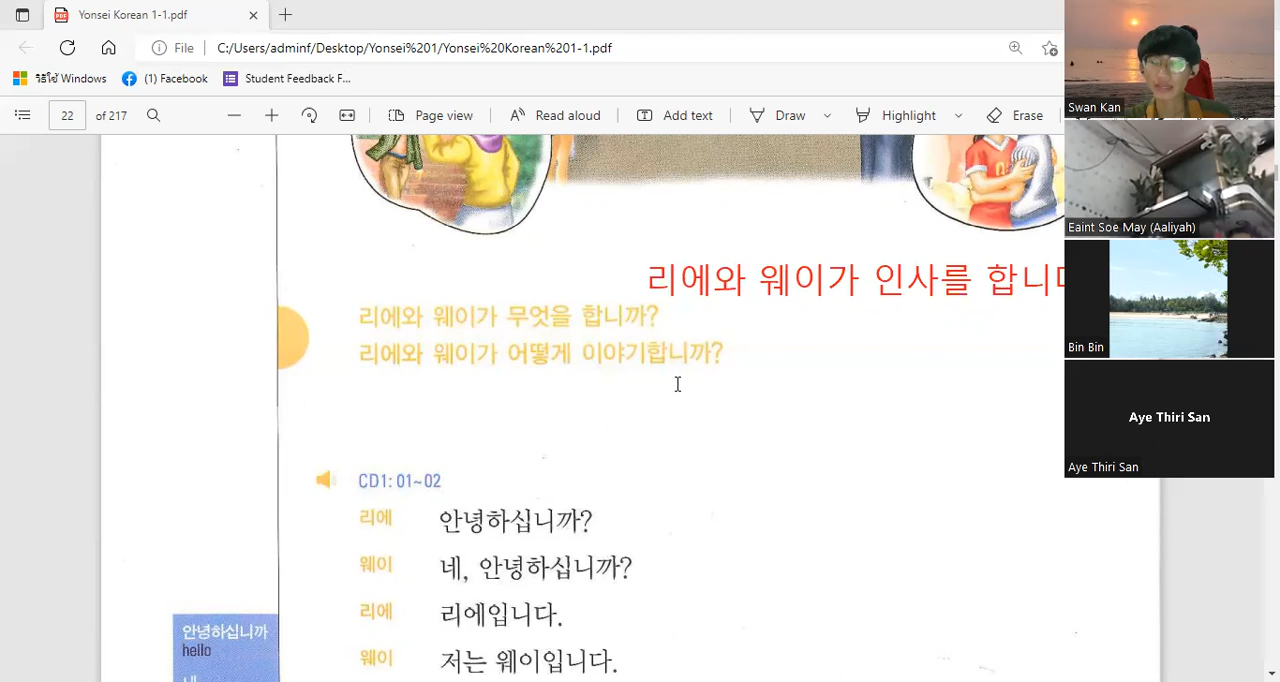 Yonsei Korean 1-1.pdf
File C:/Users/adminf/Desktop/Yonsei%201/Yonsei%20Korean%201-1.pdf
วิธีใช้ Windows (1) Facebook Student Feedback F...
22 of 217 Page view Read aloud Add text Draw Highlight Erase
Swan Kan
Eaint Soe May (Aaliyah)
Bin Bin
Aye Thiri San
Aye Thiri San
리에와 웨이가 인사를 합니다
리에와 웨이가 무엇을 합니까?
리에와 웨이가 어떻게 이야기합니까?
CD1: 01~02
리에 안녕하십니까?
웨이 네, 안녕하십니까?
리에 리에입니다.
웨이 저는 웨이입니다.
안녕하십니까
hello
네